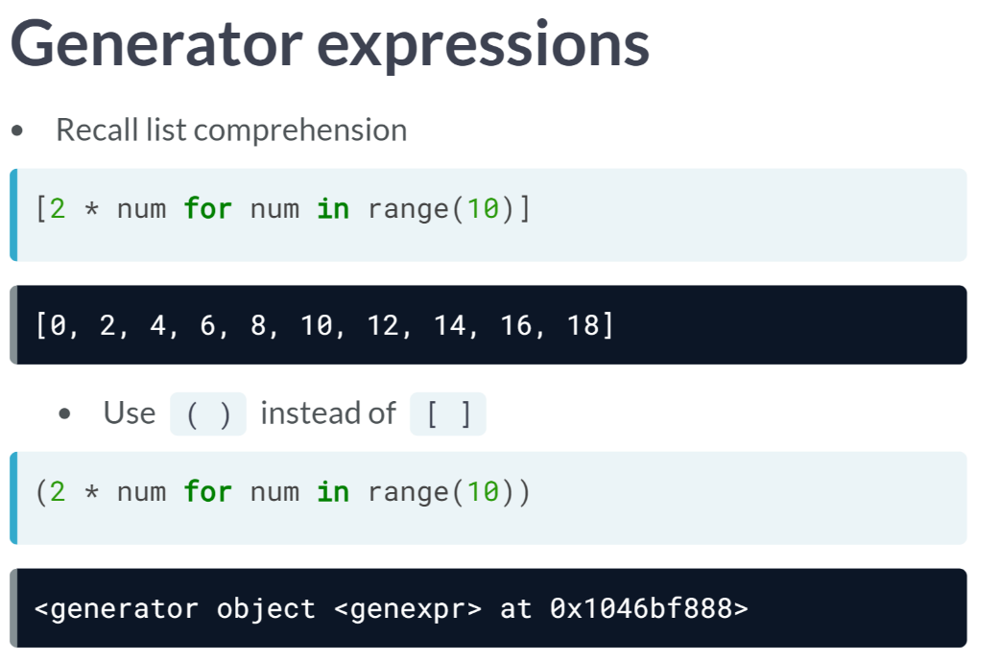 Generator expressions
• Recall list comprehension
[2 * num for num in range(10)]
[0, 2, 4, 6, 8, 10, 12, 14, 16, 18]
• Use ( ) instead of [ ]
(2 * num for num in range(10))
<generator object <genexpr> at 0x1046bf888>